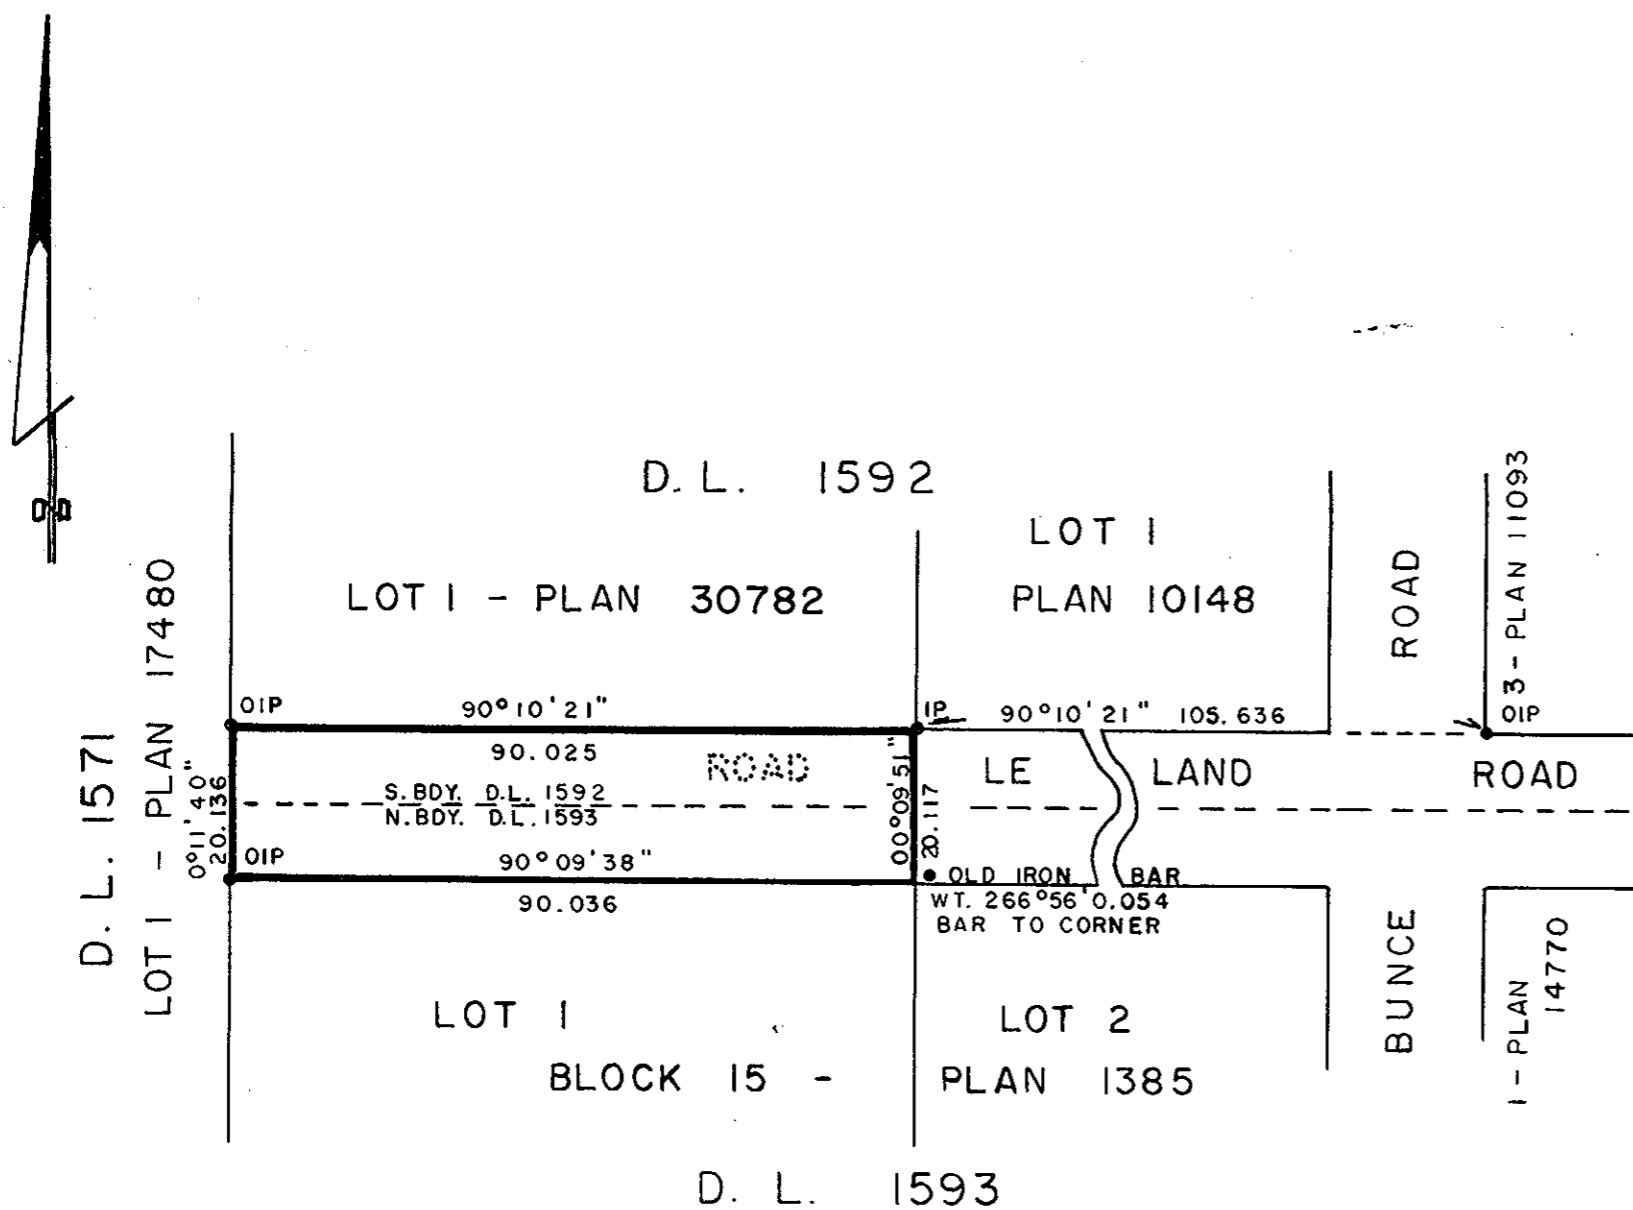 D. L. 1592
LOT 1
LOT 1 - PLAN 30782
PLAN 10148
ROAD
3 - PLAN 11093
D. L. 1571
LOT 1 - PLAN 17480
OIP
90°10'21"
90.025
IP
90°10'21" 105.636
OIP
ROAD
LE LAND ROAD
0°11'40"
20.136
S. BDY. D.L. 1592
N. BDY. D.L. 1593
00°09'51"
20.117
OIP
90°09'38"
90.036
OLD IRON BAR
WT. 266°56' 0.054
BAR TO CORNER
BUNCE
1 - PLAN
14770
LOT 1
LOT 2
BLOCK 15 - PLAN 1385
D. L. 1593